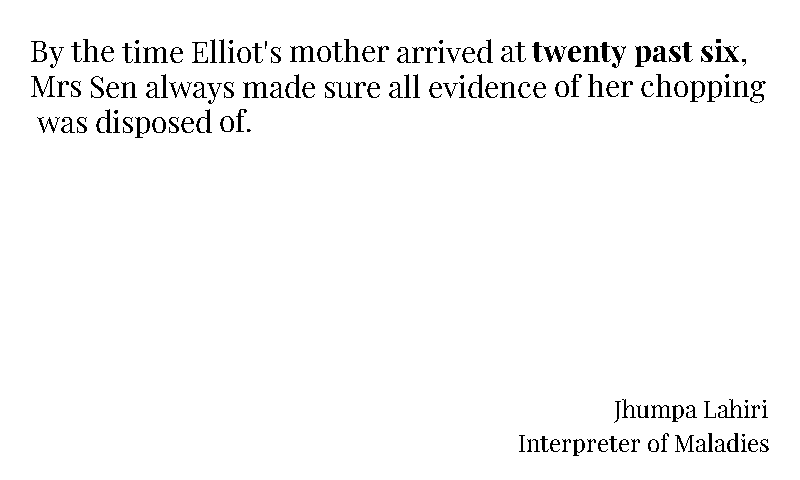 By the time Elliot's mother arrived at twenty past six,
Mrs Sen always made sure all evidence of her chopping
was disposed of.
Jhumpa Lahiri
Interpreter of Maladies